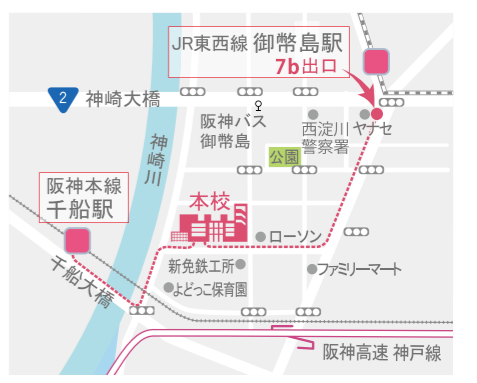 JR東西線 御幣島駅
7b出口
2
神崎大橋
阪神バス
御幣島
西淀川
警察署
ヤナセ
神崎川
公園
阪神本線
千船駅
本校
ローソン
千船大橋
新免鉄工所
よどっこ保育園
ファミリーマート
阪神高速 神戸線